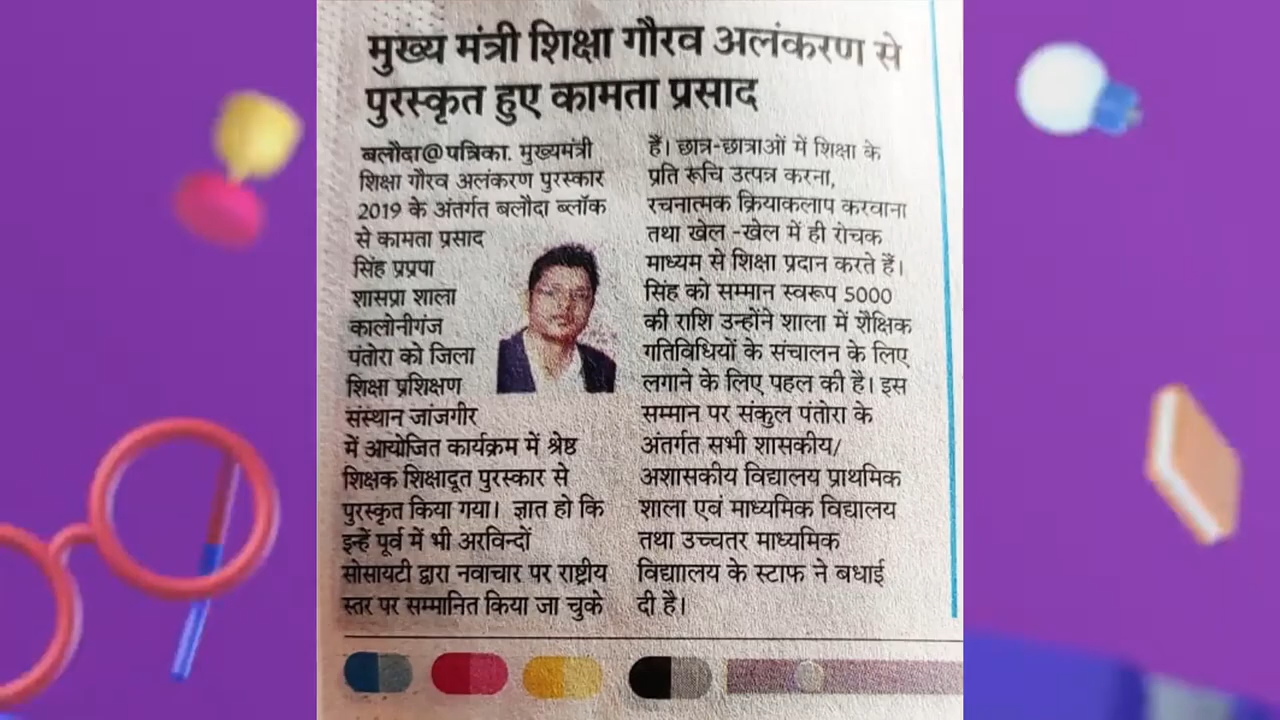 मुख्य मंत्री शिक्षा गौरव अलंकरण से
पुरस्कृत हुए कामता प्रसाद
बलौदा@पत्रिका. मुख्यमंत्री
शिक्षा गौरव अलंकरण पुरस्कार
2019 के अंतर्गत बलौदा ब्लॉक
से कामता प्रसाद
सिंह प्रप्रपा
शासप्रा शाला
कालोनीगंज
पंतोरा को जिला
शिक्षा प्रशिक्षण
संस्थान जांजगीर
में आयोजित कार्यक्रम में श्रेष्ठ
शिक्षक शिक्षादूत पुरस्कार से
पुरस्कृत किया गया। ज्ञात हो कि
इन्हें पूर्व में भी अरविन्दों
सोसायटी द्वारा नवाचार पर राष्ट्रीय
स्तर पर सम्मानित किया जा चुके
हैं। छात्र-छात्राओं में शिक्षा के
प्रति रूचि उत्पन्न करना,
रचनात्मक क्रियाकलाप करवाना
तथा खेल -खेल में ही रोचक
माध्यम से शिक्षा प्रदान करते हैं।
सिंह को सम्मान स्वरूप 5000
की राशि उन्होंने शाला में शैक्षिक
गतिविधियों के संचालन के लिए
लगाने के लिए पहल की है। इस
सम्मान पर संकुल पंतोरा के
अंतर्गत सभी शासकीय/
अशासकीय विद्यालय प्राथमिक
शाला एवं माध्यमिक विद्यालय
तथा उच्चतर माध्यमिक
विद्याालय के स्टाफ ने बधाई
दी है।